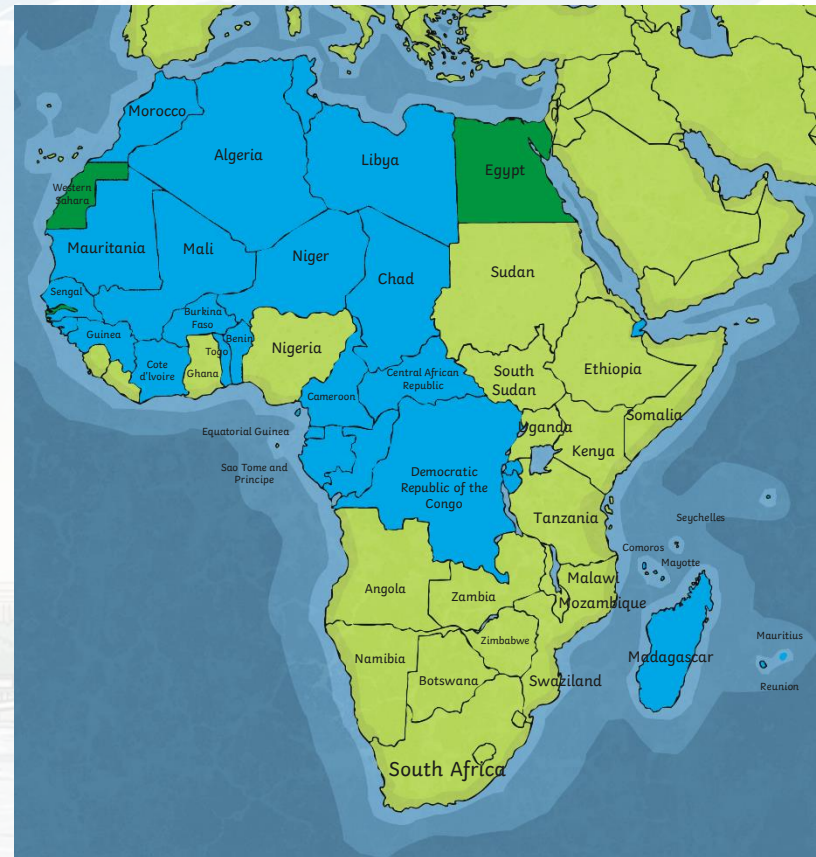 Morocco
Algeria
Libya
Egypt
Western
Sahara
Mauritania
Mali
Niger
Chad
Sudan
Sengal
Burkina
Faso
Guinea
Benin
Togo
Cote
d'Ivoire
Ghana
Nigeria
Central African
Republic
South
Sudan
Ethiopia
Cameroon
Somalia
Uganda
Kenya
Equatorial Guinea
Sao Tome and
Principe
Democratic
Republic of the
Congo
Tanzania
Seychelles
Comoros
Mayotte
Malawi
Angola
Zambia
Mozambique
Zimbabwe
Mauritius
Namibia
Madagascar
Botswana
Swaziland
Reunion
South Africa